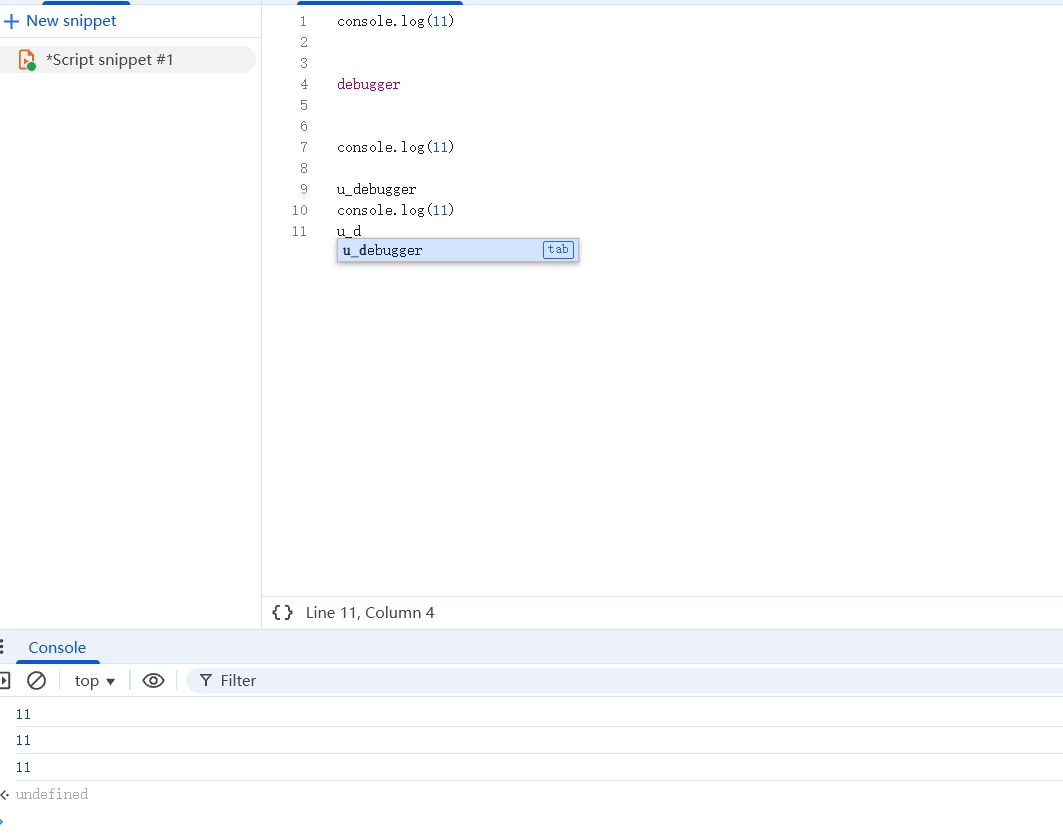 New snippet
*Script snippet #1
1 console.log(11)
2
3
4 debugger
5
6
7 console.log(11)
8
9 u_debugger
10 console.log(11)
11 u_d
u_debugger tab
{} Line 11, Column 4
Console
top Filter
11
11
11
undefined